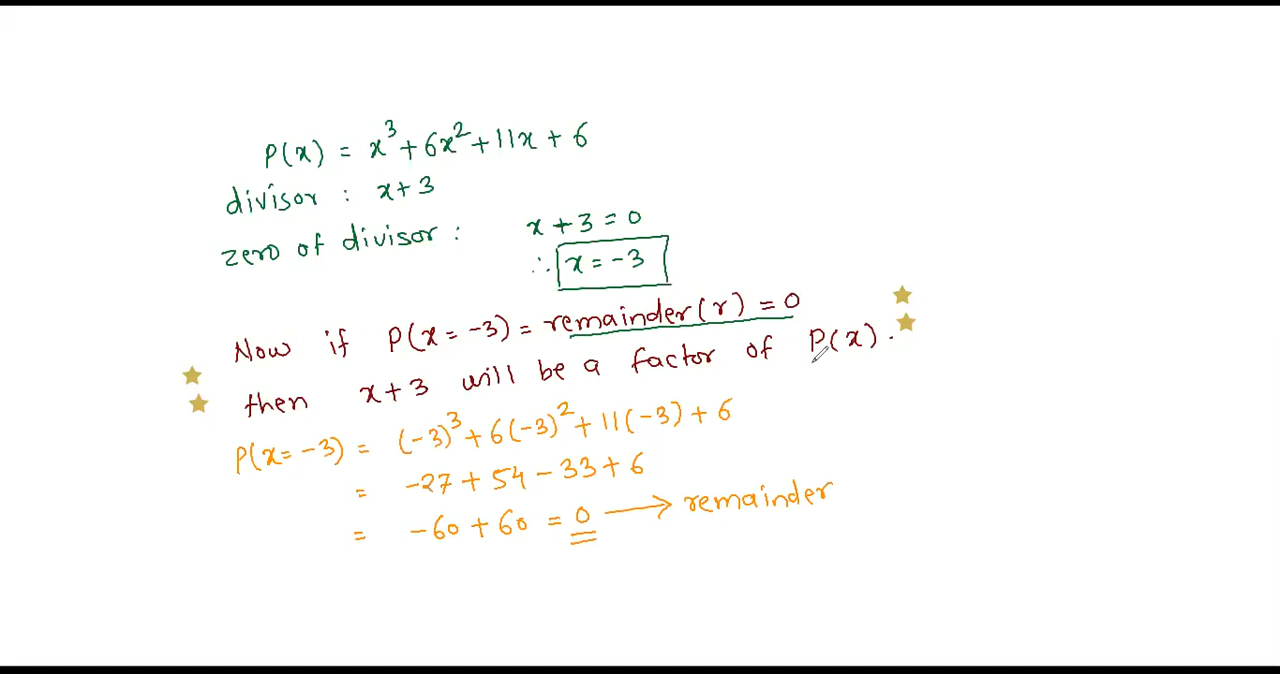 P(x) = x³ + 6x² + 11x + 6
divisor : x + 3
zero of divisor : x + 3 = 0
∴ x = -3
Now if P(x = -3) = remainder(r) = 0
then x + 3 will be a factor of P(x).
P(x = -3) = (-3)³ + 6(-3)² + 11(-3) + 6
= -27 + 54 - 33 + 6
= -60 + 60 = 0 → remainder